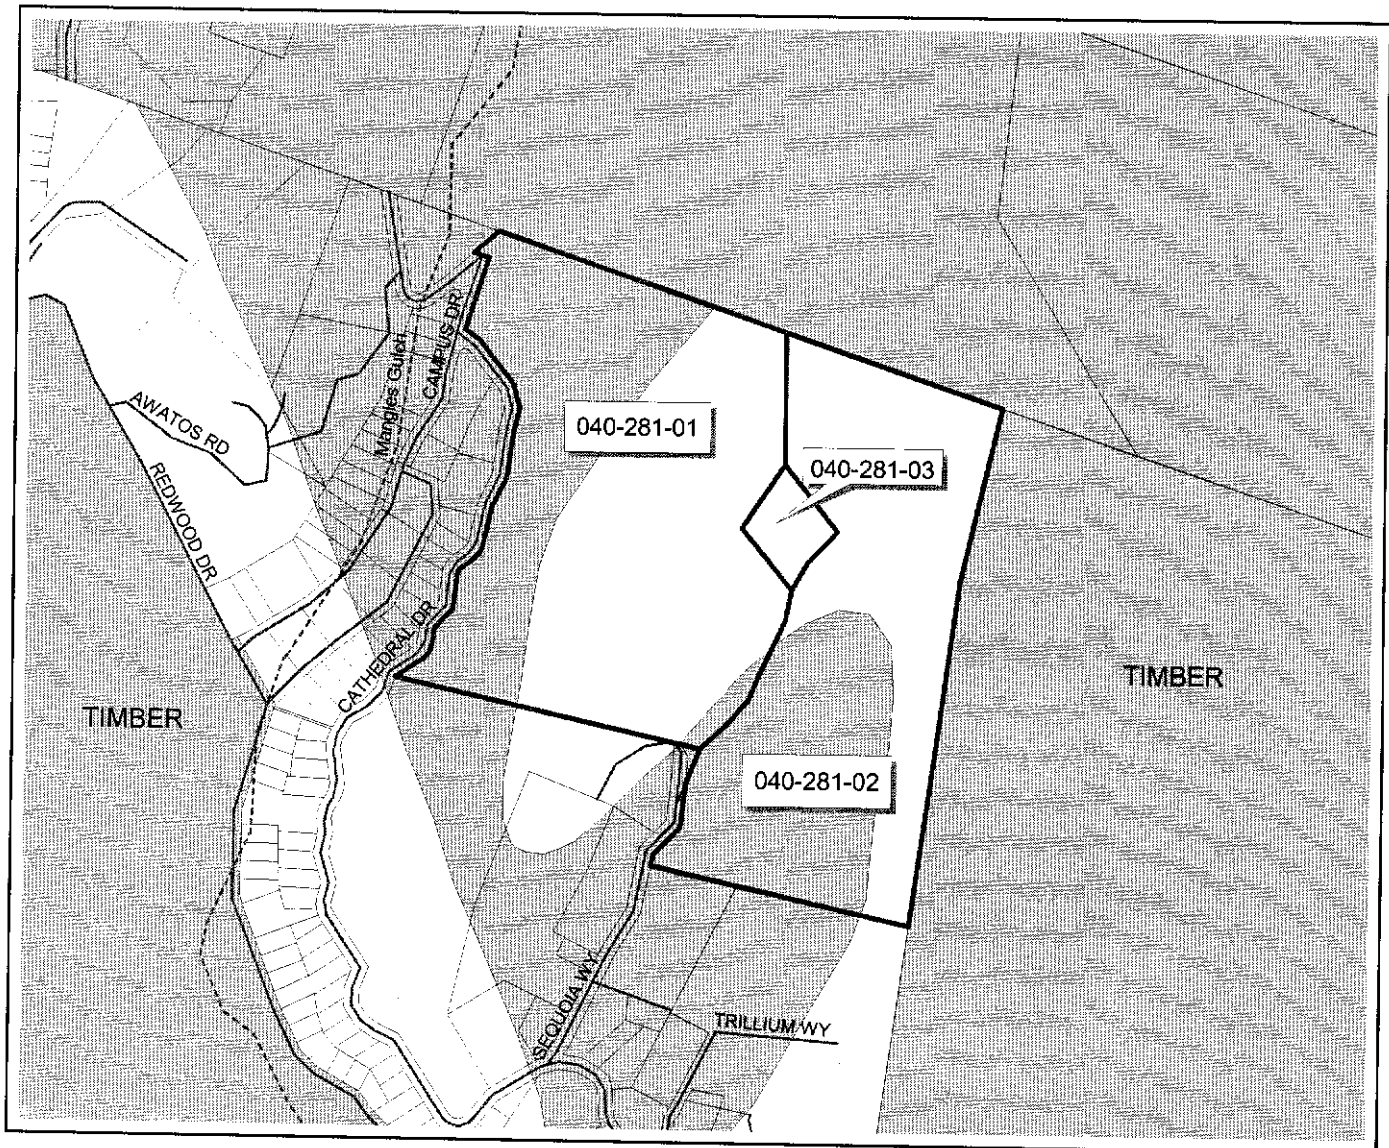 Mangles Gulch
CAMPUS DR
AWATOS RD
040-281-01
040-281-03
REDWOOD DR
CATHEDRAL DR
TIMBER
TIMBER
040-281-02
SEQUOIA WY
TRILLIUM WY